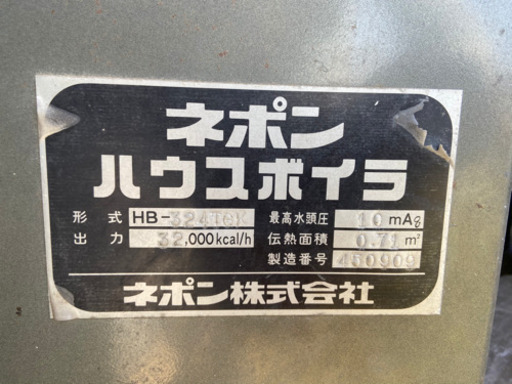 ネポン
ハウスボイラ
形式 HB-324TCK 最高水頭圧 10 mAg
出力 32,000kcal/h 伝熱面積 0.71 m²
製造番号 450909
ネポン株式会社